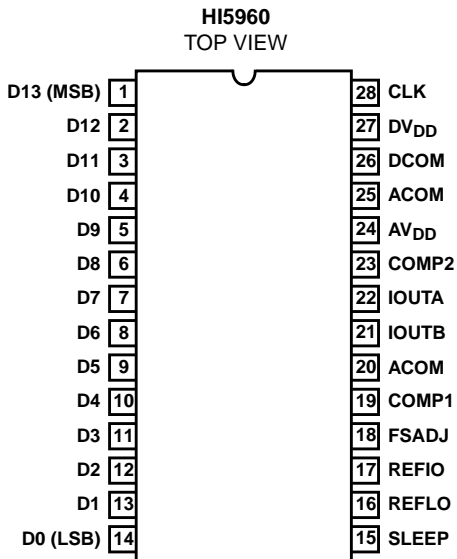 HI5960
TOP VIEW
D13 (MSB) 1 28 CLK
D12 2 27 DVDD
D11 3 26 DCOM
D10 4 25 ACOM
D9 5 24 AVDD
D8 6 23 COMP2
D7 7 22 IOUTA
D6 8 21 IOUTB
D5 9 20 ACOM
D4 10 19 COMP1
D3 11 18 FSADJ
D2 12 17 REFIO
D1 13 16 REFLO
D0 (LSB) 14 15 SLEEP